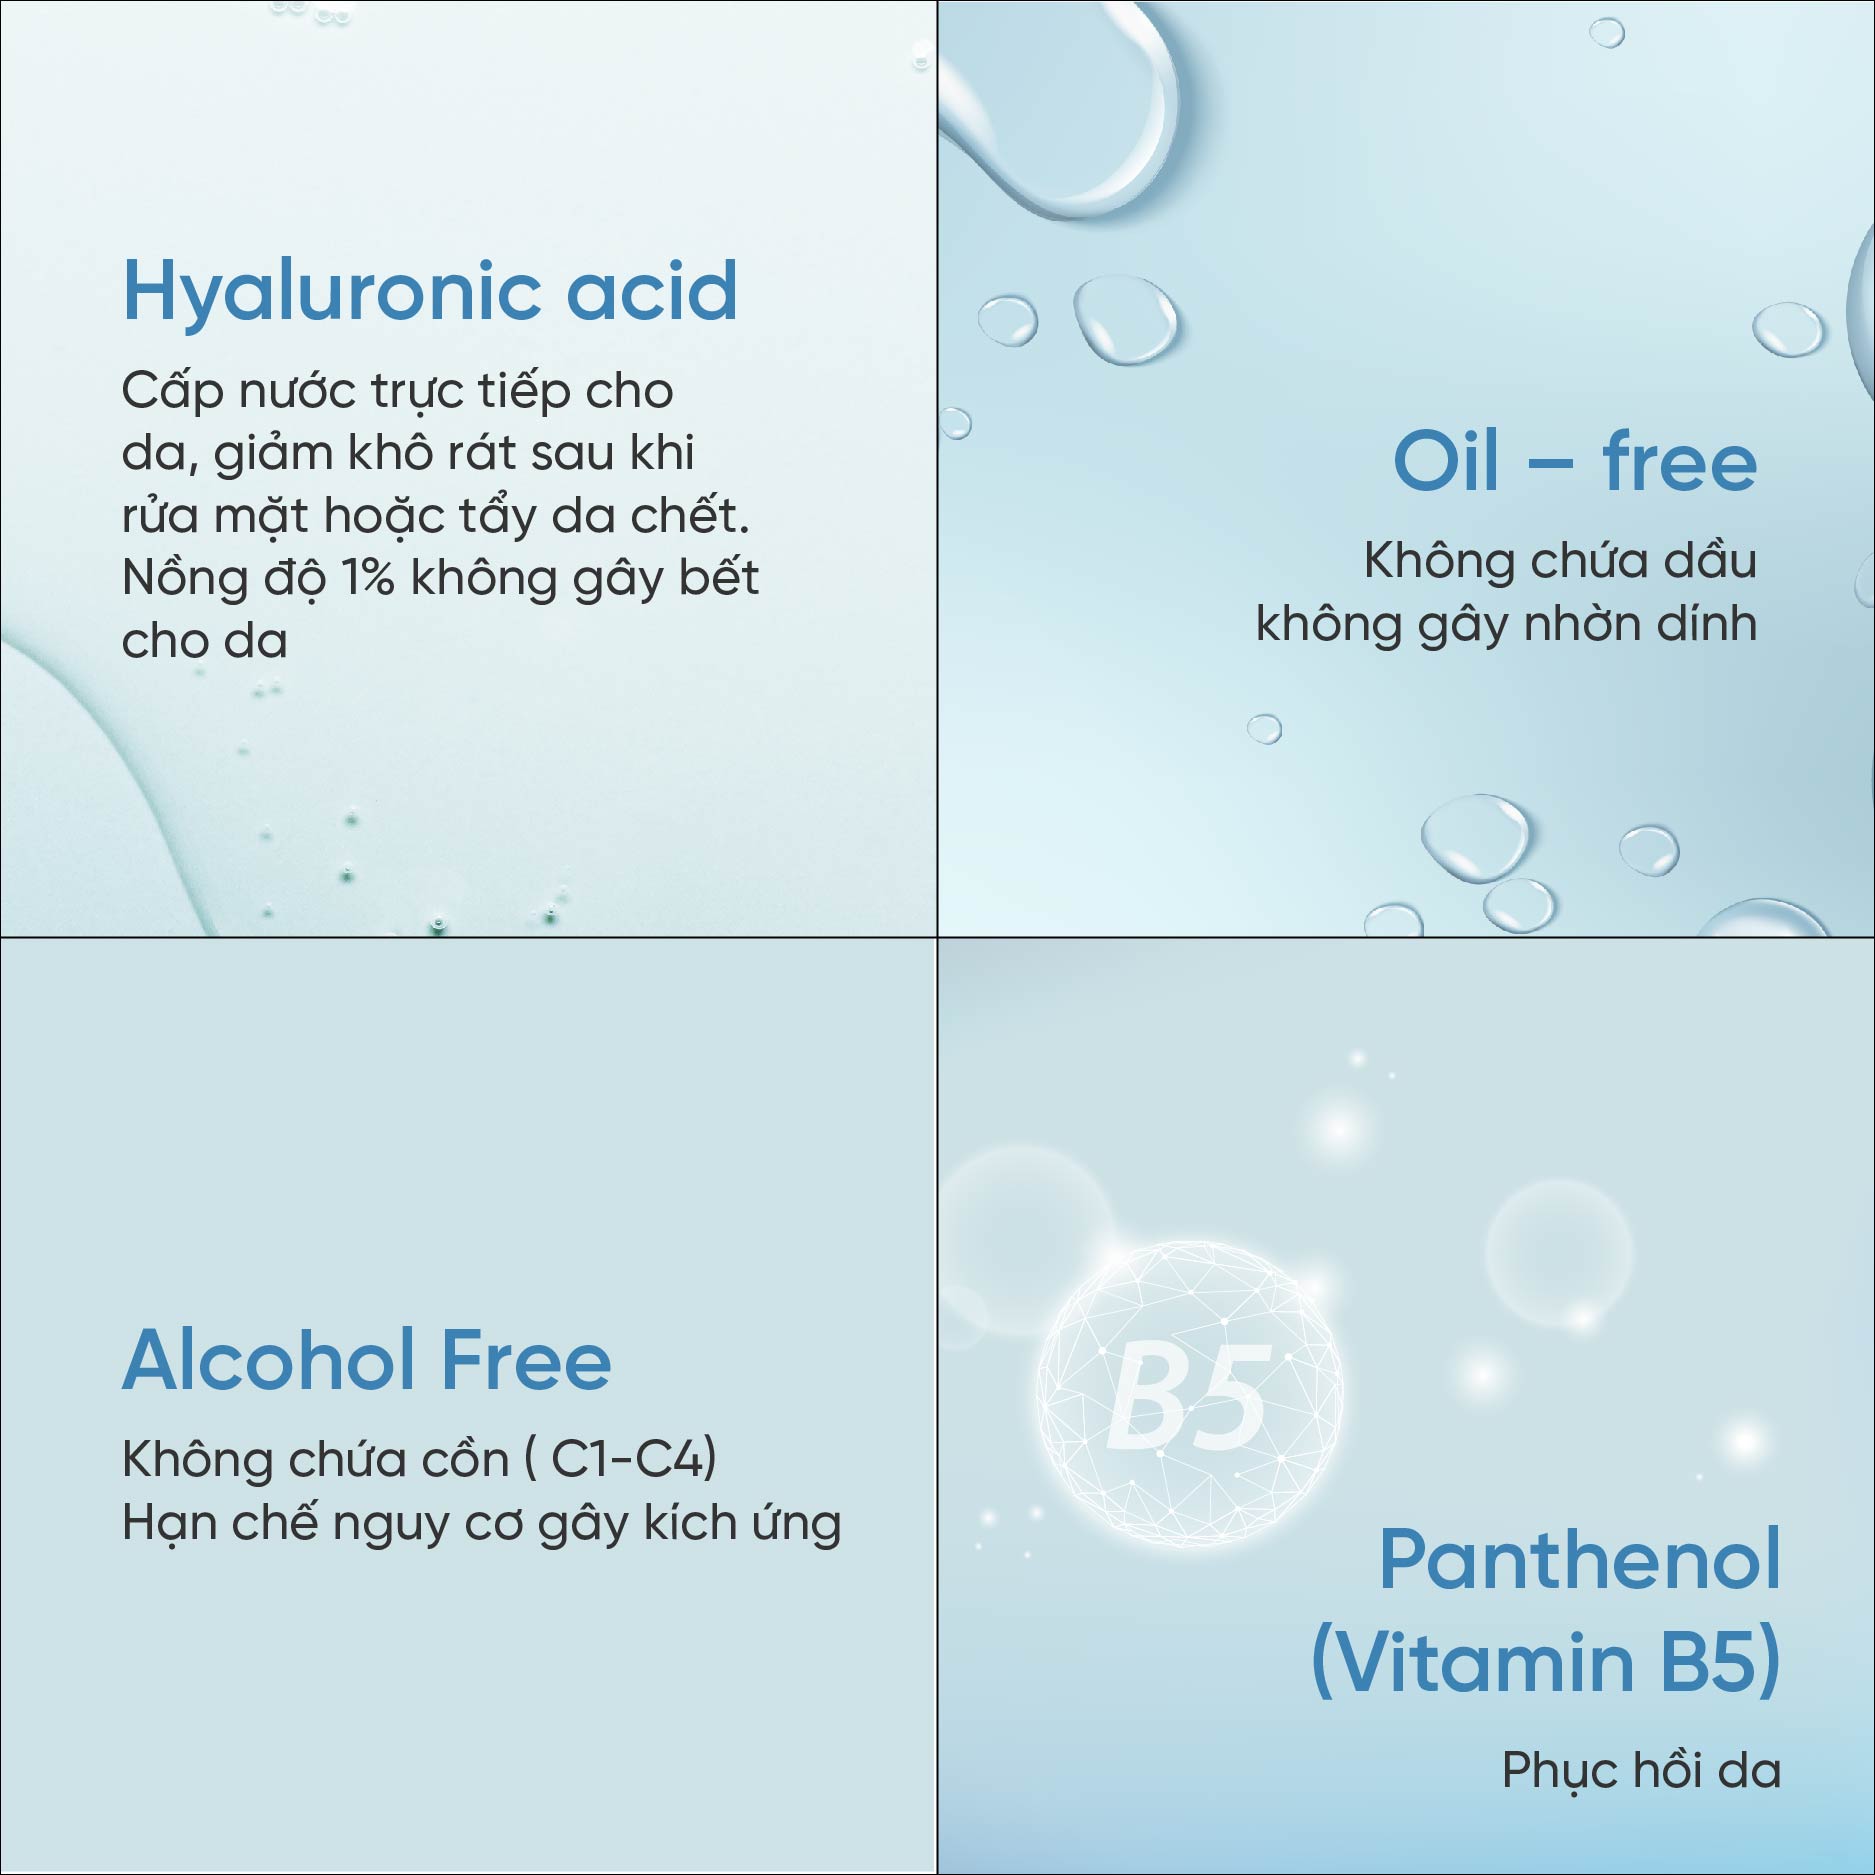 Hyaluronic acid
Cấp nước trực tiếp cho
da, giảm khô rát sau khi
rửa mặt hoặc tẩy da chết.
Nồng độ 1% không gây bết
cho da
Oil – free
Không chứa dầu
không gây nhờn dính
Alcohol Free
Không chứa cồn ( C1-C4)
Hạn chế nguy cơ gây kích ứng
B5
Panthenol
(Vitamin B5)
Phục hồi da